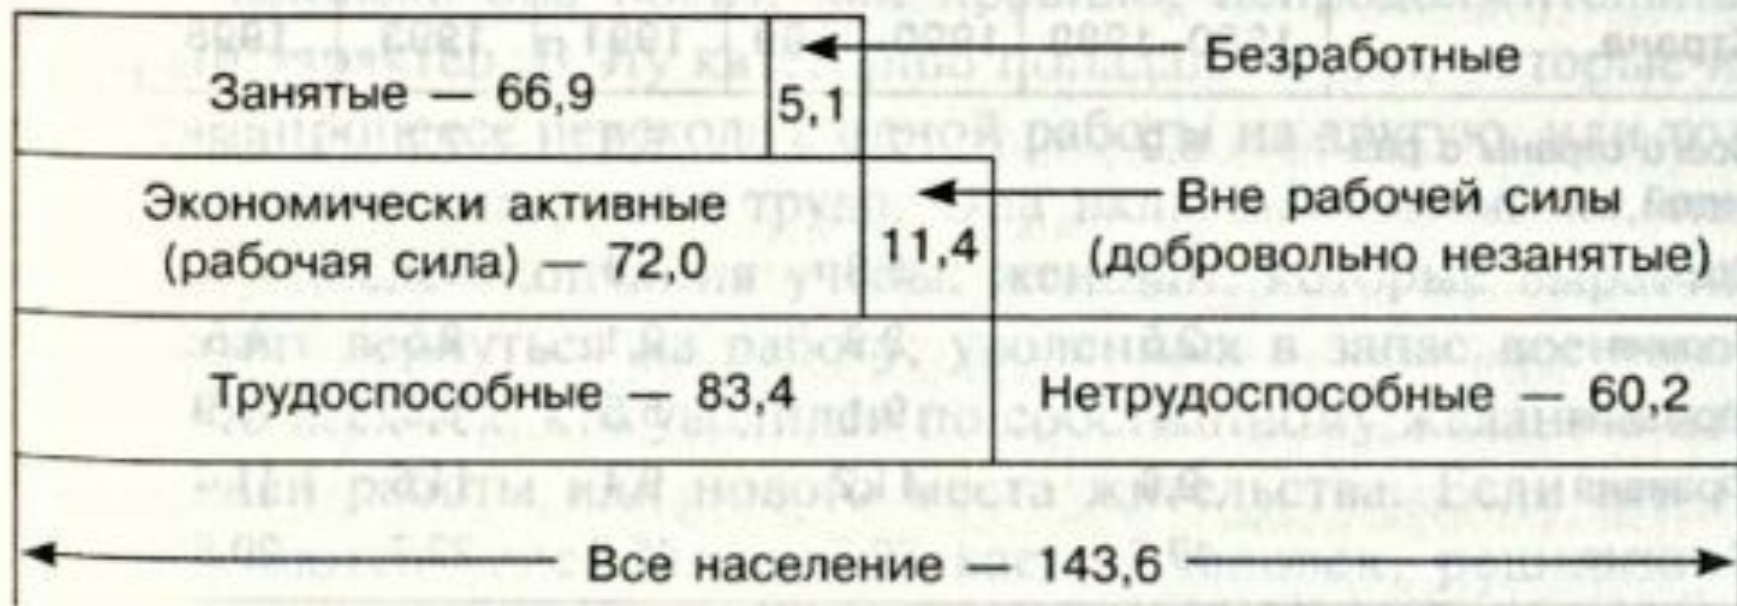 Занятые — 66,9
5,1
Безработные
Экономически активные
(рабочая сила) — 72,0
11,4
Вне рабочей силы
(добровольно незанятые)
Трудоспособные — 83,4
Нетрудоспособные — 60,2
Все население — 143,6